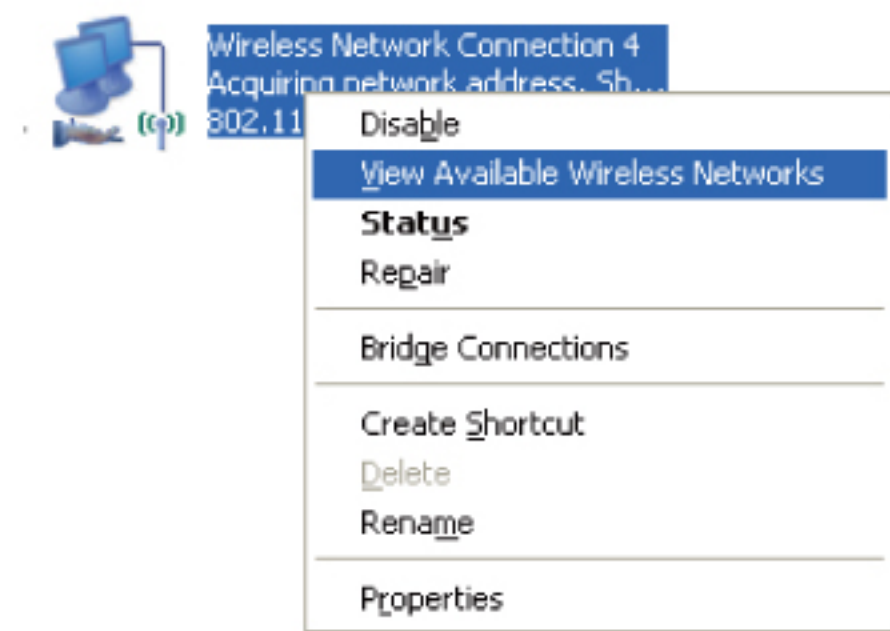 Wireless Network Connection 4
Acquiring network address, Sh...
802.11
Disable
View Available Wireless Networks
Status
Repair
Bridge Connections
Create Shortcut
Delete
Rename
Properties